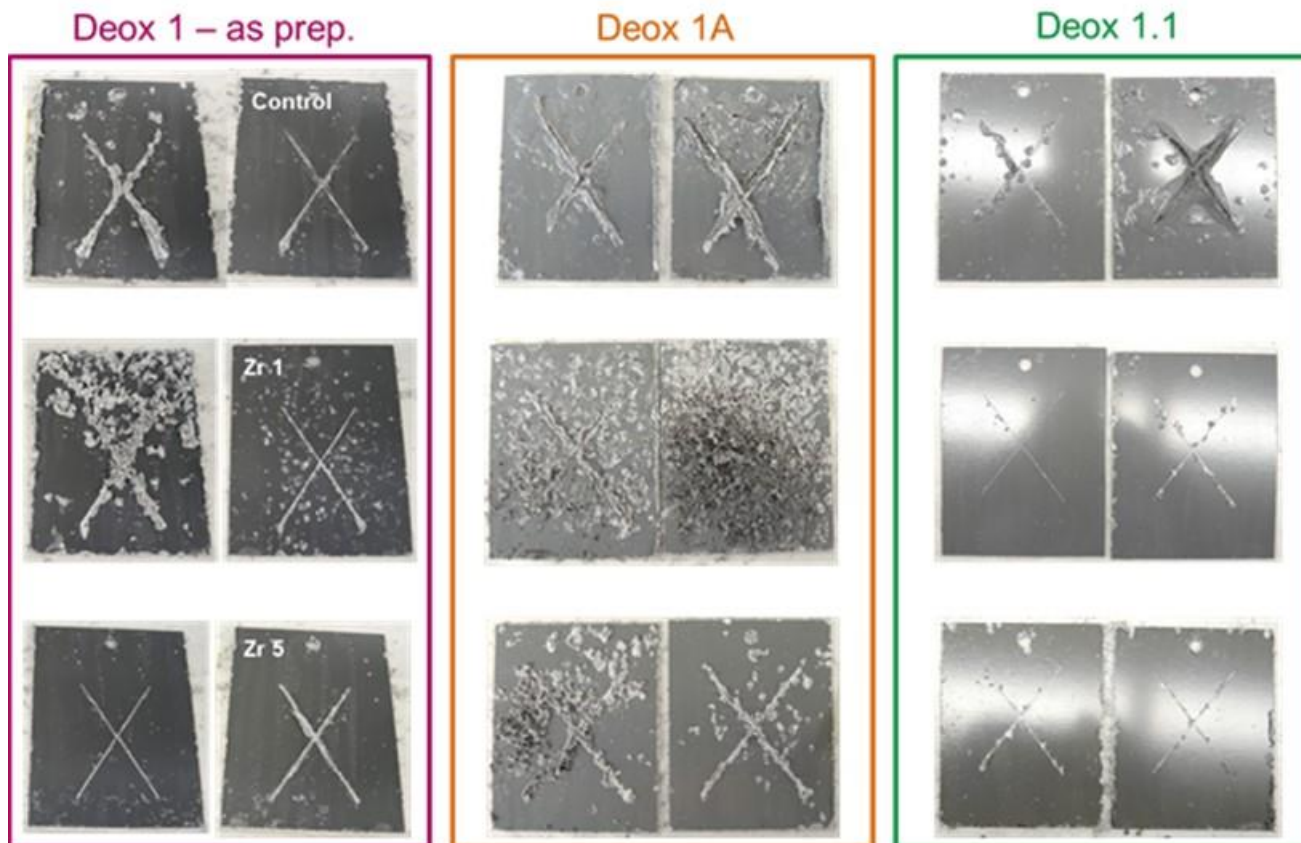 Deox 1 – as prep.
Deox 1A
Deox 1.1
Control
Zr 1
Zr 5